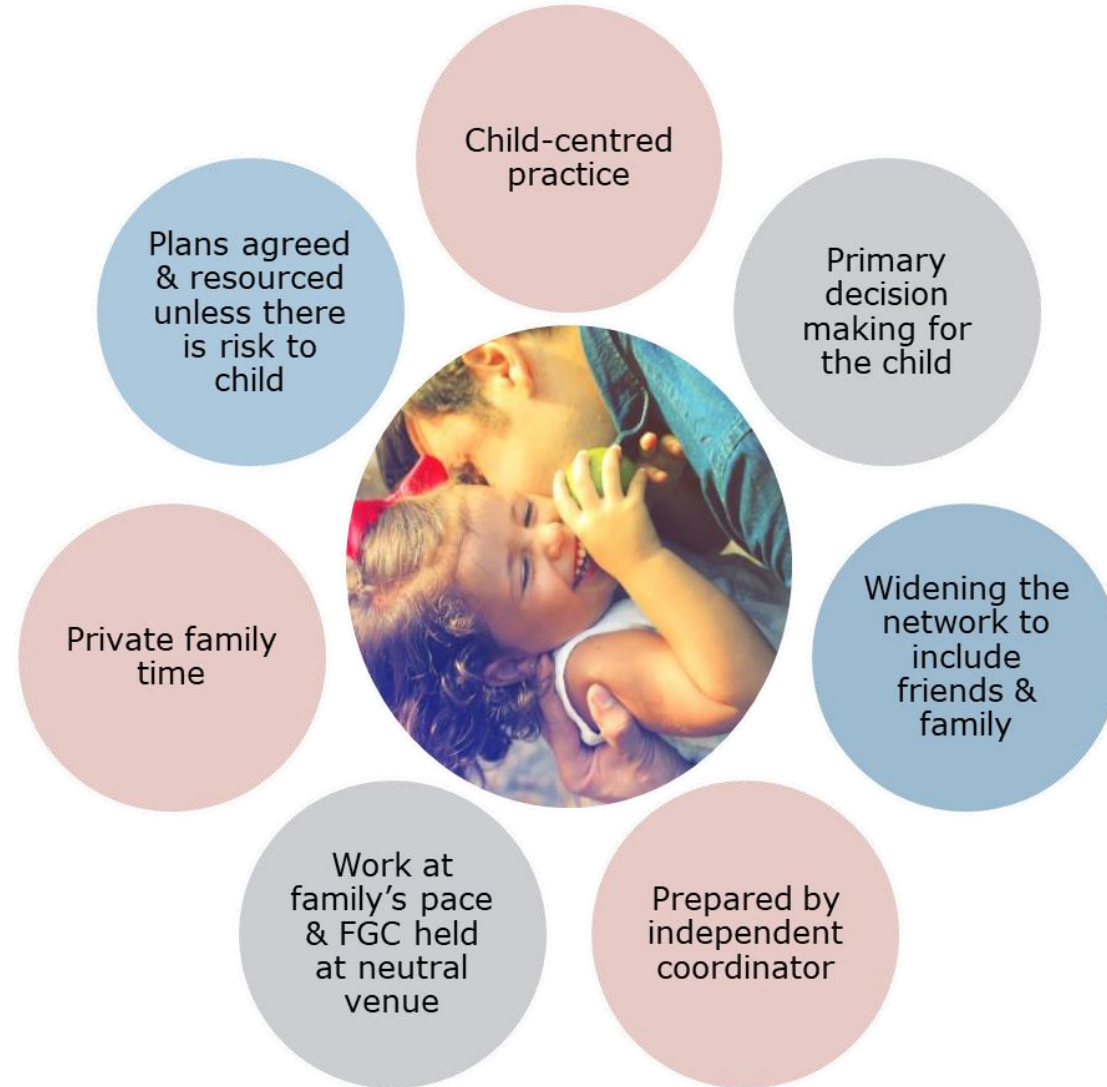 Child-centred
practice
Primary
decision
making for
the child
Widening the
network to
include
friends &
family
Prepared by
independent
coordinator
Work at
family’s pace
& FGC held
at neutral
venue
Private family
time
Plans agreed
& resourced
unless there
is risk to
child